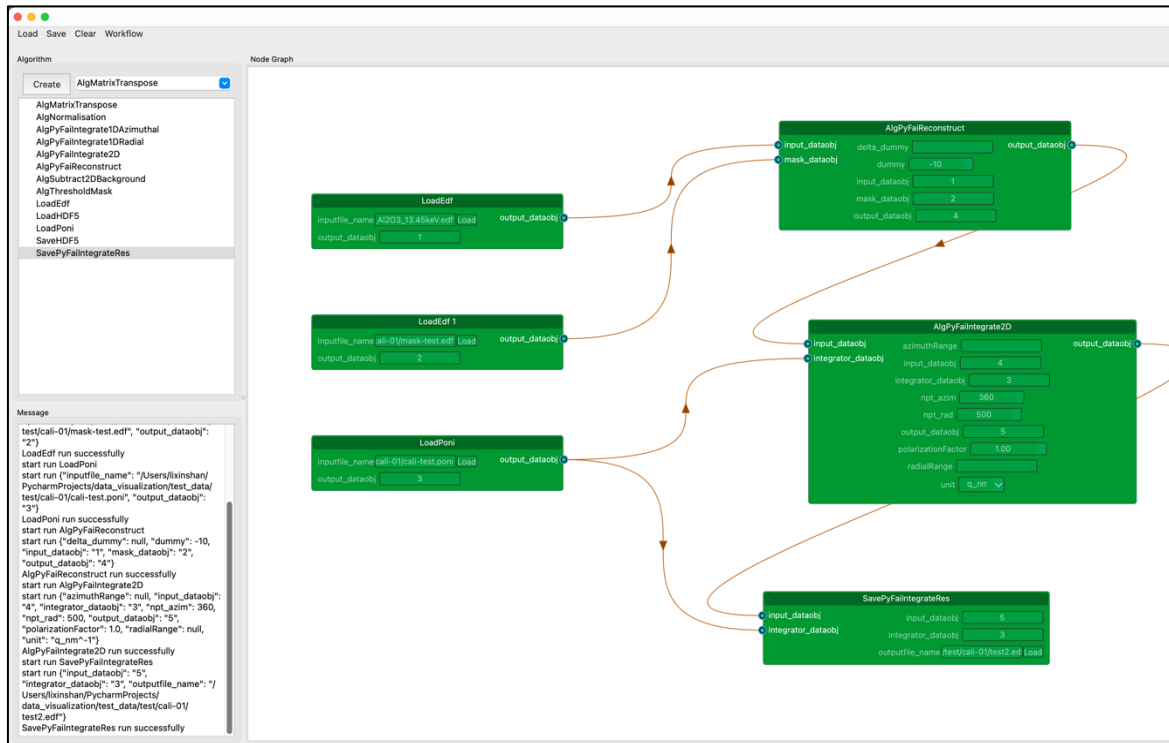 Load Save Clear Workflow
Algorithm
Create AlgMatrixTranspose
AlgMatrixTranspose
AlgNormalisation
AlgPyFaiIntegrate1DAzimuthal
AlgPyFaiIntegrate1DRadial
AlgPyFaiIntegrate2D
AlgPyFaiReconstruct
AlgSubtract2DBackground
AlgThresholdMask
LoadEdf
LoadHDF5
LoadPoni
SaveHDF5
SavePyFaiIntegrateRes
Message
test/cali-01/mask-test.edf", "output_dataobj":
"2"}
LoadEdf run successfully
start run LoadPoni
start run {"inputfile_name": "/Users/lixinshan/
PycharmProjects/data_visualization/test_data/
test/cali-01/cali-test.poni", "output_dataobj":
"3"}
LoadPoni run successfully
start run AlgPyFaiReconstruct
start run {"delta_dummy": null, "dummy": -10,
"input_dataobj": "1", "mask_dataobj": "2",
"output_dataobj": "4"}
AlgPyFaiReconstruct run successfully
start run AlgPyFaiIntegrate2D
start run {"azimuthRange": null, "input_dataobj":
"4", "integrator_dataobj": "3", "npt_azim": 360,
"npt_rad": 500, "output_dataobj": "5",
"polarizationFactor": 1.0, "radialRange": null,
"unit": "q_nm^-1"}
AlgPyFaiIntegrate2D run successfully
start run SavePyFaiIntegrateRes
start run {"input_dataobj": "5",
"integrator_dataobj": "3", "outputfile_name": "/
Users/lixinshan/PycharmProjects/
data_visualization/test_data/test/cali-01/
test2.edf"}
SavePyFaiIntegrateRes run successfully
Node Graph
LoadEdf
inputfile_name Al2O3_13.45keV.edf Load output_dataobj
output_dataobj 1
LoadEdf 1
inputfile_name cali-01/mask-test.edf Load output_dataobj
output_dataobj 2
LoadPoni
inputfile_name cali-01/cali-test.poni Load output_dataobj
output_dataobj 3
AlgPyFaiReconstruct
input_dataobj delta_dummy output_dataobj
mask_dataobj dummy -10
input_dataobj 1
mask_dataobj 2
output_dataobj 4
AlgPyFaiIntegrate2D
input_dataobj azimuthRange output_dataobj
integrator_dataobj input_dataobj 4
integrator_dataobj 3
npt_azim 360
npt_rad 500
output_dataobj 5
polarizationFactor 1.00
radialRange
unit q_nm
SavePyFaiIntegrateRes
input_dataobj input_dataobj 5
integrator_dataobj integrator_dataobj 3
outputfile_name /test/cali-01/test2.ed Load